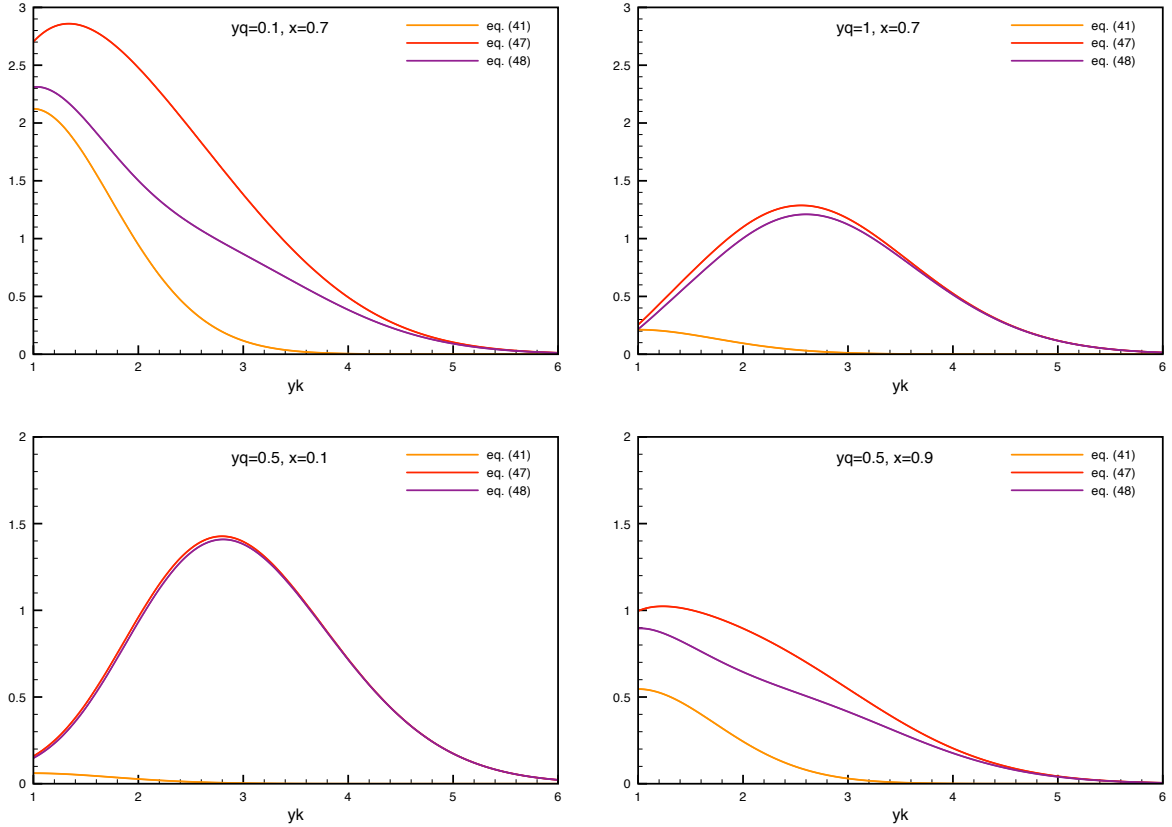 yq=0.1, x=0.7
eq. (41)
eq. (47)
eq. (48)
3
2.5
2
1.5
1
0.5
0
1 2 3 4 5 6
yk
yq=1, x=0.7
eq. (41)
eq. (47)
eq. (48)
3
2.5
2
1.5
1
0.5
0
1 2 3 4 5 6
yk
yq=0.5, x=0.1
eq. (41)
eq. (47)
eq. (48)
2
1.5
1
0.5
0
1 2 3 4 5 6
yk
yq=0.5, x=0.9
eq. (41)
eq. (47)
eq. (48)
2
1.5
1
0.5
0
1 2 3 4 5 6
yk